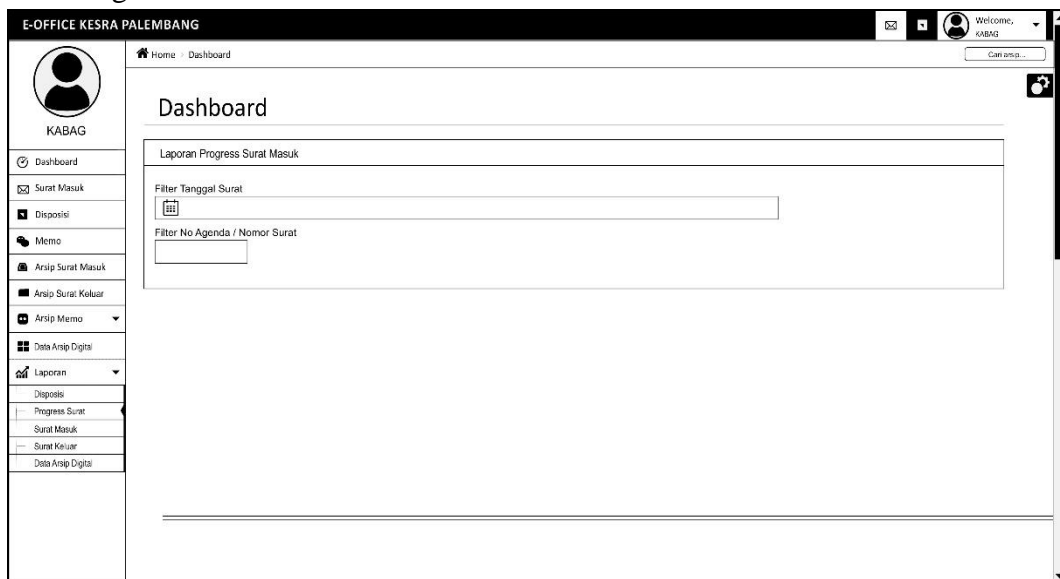 E-OFFICE KESRA PALEMBANG
Welcome,
KABAG
Home Dashboard
Cari arsip...
KABAG
Dashboard
Laporan Progress Surat Masuk
Filter Tanggal Surat
Filter No Agenda / Nomor Surat
Dashboard
Surat Masuk
Disposisi
Memo
Arsip Surat Masuk
Arsip Surat Keluar
Arsip Memo
Data Arsip Digital
Laporan
Disposisi
Progress Surat
Surat Masuk
Surat Keluar
Data Arsip Digital